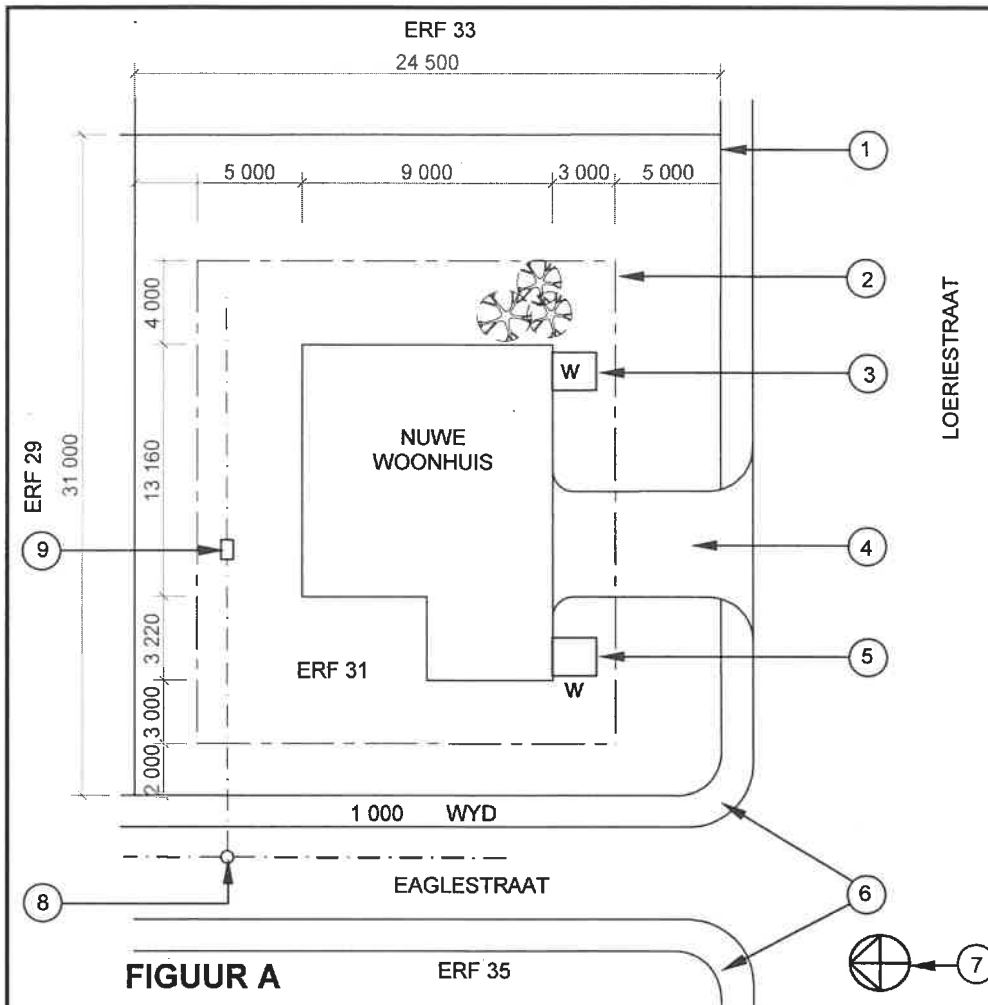 ERF 33
24 500
1
5 000
9 000
3 000
5 000
2
4 000
LOERIESTRAAT
W
3
NUWE
WOONHUIS
ERF 29
31 000
13 160
9
4
3 220
ERF 31
5
W
3 000
2 000
1 000 WYD
8
EAGLESTRAAT
6
FIGUUR A
ERF 35
7